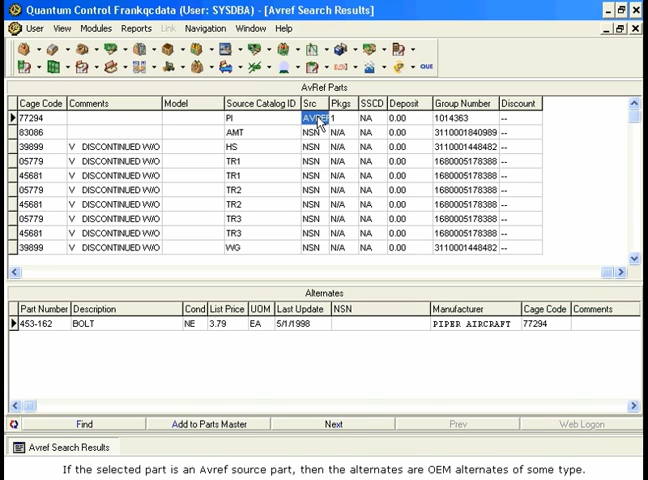 Quantum Control Frankqcdata (User: SYSDBA) - [Avref Search Results]
User View Modules Reports Link Navigation Window Help
QUE
AvRef Parts
Cage Code Comments Model Source Catalog ID Src Pkgs SSCD Deposit Group Number Discount
77294 PI 1 NA 0.00 1014363 --
83086 AMT NSN N/A NA 0.00 3110001840989 --
39899 V DISCONTINUED W/O HS NSN N/A NA 0.00 3110001448482 --
05779 V DISCONTINUED W/O TR1 NSN N/A NA 0.00 1680005178388 --
45681 V DISCONTINUED W/O TR1 NSN N/A NA 0.00 1680005178388 --
05779 V DISCONTINUED W/O TR2 NSN N/A NA 0.00 1680005178388 --
45681 V DISCONTINUED W/O TR2 NSN N/A NA 0.00 1680005178388 --
05779 V DISCONTINUED W/O TR3 NSN N/A NA 0.00 1680005178388 --
45681 V DISCONTINUED W/O TR3 NSN N/A NA 0.00 1680005178388 --
39899 V DISCONTINUED W/O WG NSN N/A NA 0.00 3110001448482 --
Alternates
Part Number Description Cond List Price UOM Last Update NSN Manufacturer Cage Code Comments
453-162 BOLT NE 3.79 EA 5/1/1998 PIPER AIRCRAFT 77294
Find Add to Parts Master Next Prev Web Logon
Avref Search Results
If the selected part is an Avref source part, then the alternates are OEM alternates of some type.